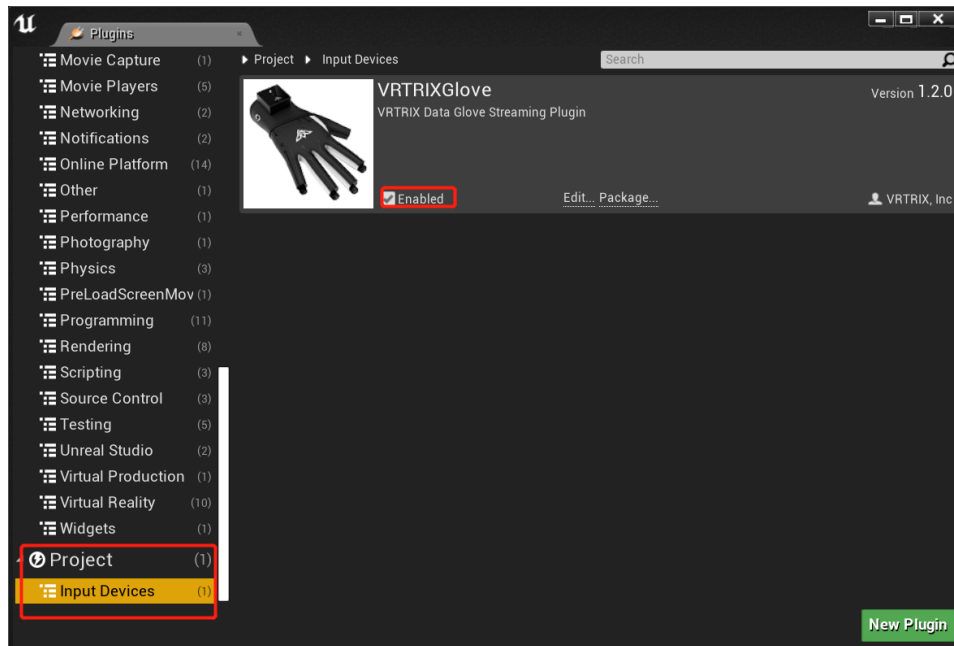 Plugins
Movie Capture (1)
Movie Players (5)
Networking (2)
Notifications (2)
Online Platform (14)
Other (1)
Performance (1)
Photography (1)
Physics (3)
PreLoadScreenMov (1)
Programming (11)
Rendering (8)
Scripting (3)
Source Control (3)
Testing (5)
Unreal Studio (2)
Virtual Production (1)
Virtual Reality (10)
Widgets (1)
Project (1)
Input Devices (1)
Project Input Devices
Search
VRTRIXGlove
Version 1.2.0
VRTRIX Data Glove Streaming Plugin
Enabled
Edit... Package...
VRTRIX, Inc
New Plugin